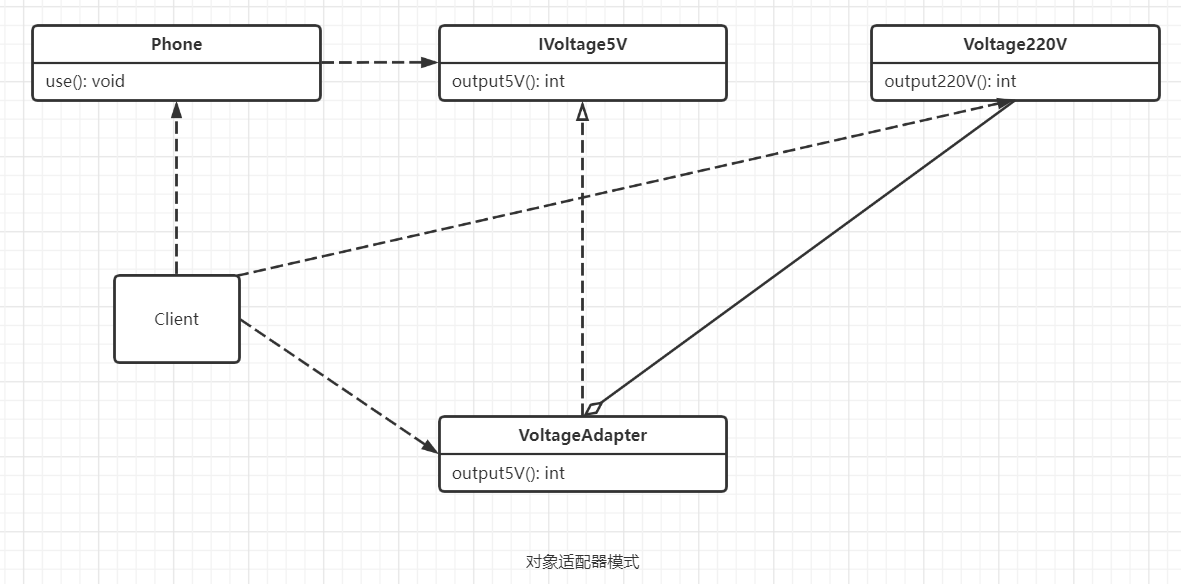 Phone
use(): void
IVoltage5V
output5V(): int
Voltage220V
output220V(): int
Client
VoltageAdapter
output5V(): int
对象适配器模式